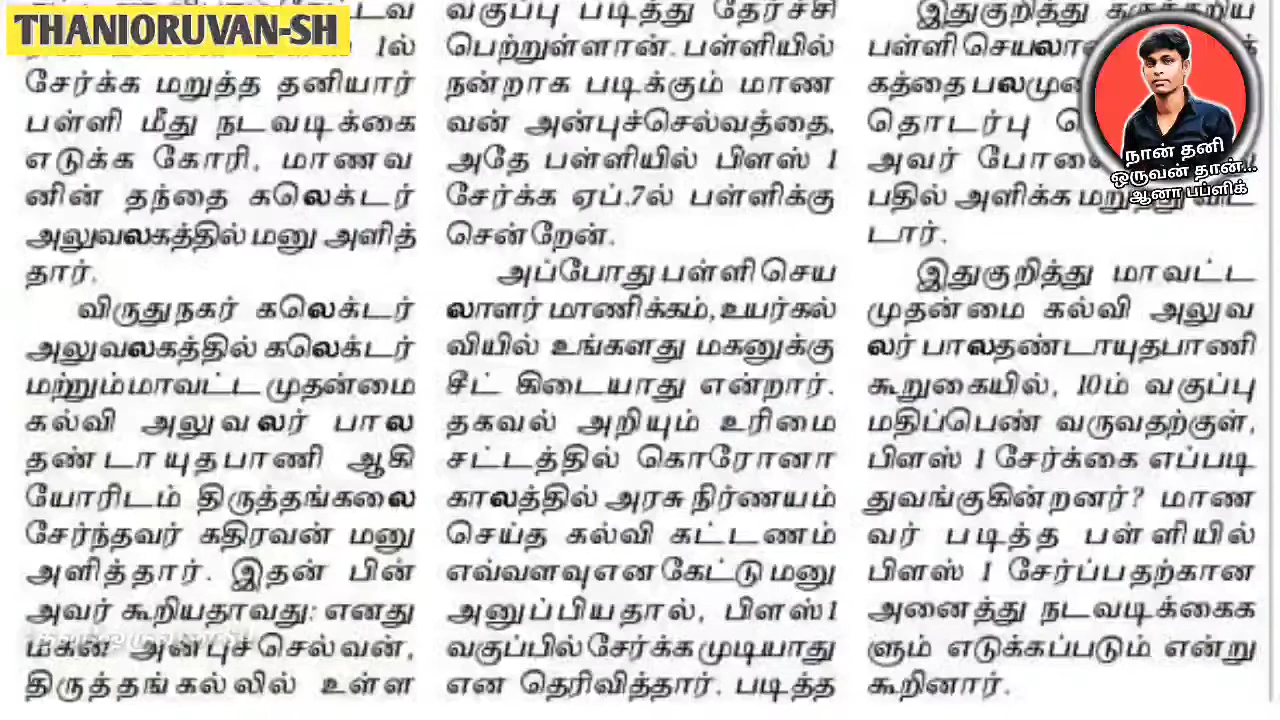 THANIORUVAN-SH
1ல்
சேர்க்க மறுத்த தனியார்
பள்ளி மீது நடவடிக்கை
எடுக்க கோரி, மாணவ
னின் தந்தை கலெக்டர்
அலுவலகத்தில் மனு அளித்
தார்.
விருதுநகர் கலெக்டர்
அலுவலகத்தில் கலெக்டர்
மற்றும் மாவட்ட முதன்மை
கல்வி அலுவலர் பால
தண்டாயுதபாணி ஆகி
யோரிடம் திருத்தங்கலை
சேர்ந்தவர் கதிரவன் மனு
அளித்தார். இதன் பின்
அவர் கூறியதாவது: எனது
மகன் அன்புச்செல்வன்,
திருத்தங்கல்லில் உள்ள
வகுப்பு படித்து தேர்ச்சி
பெற்றுள்ளான். பள்ளியில்
நன்றாக படிக்கும் மாண
வன் அன்புச்செல்வத்தை,
அதே பள்ளியில் பிளஸ் 1
சேர்க்க ஏப்.7ல் பள்ளிக்கு
சென்றேன்.
அப்போது பள்ளி செய
லாளர் மாணிக்கம், உயர்கல்
வியில் உங்களது மகனுக்கு
சீட் கிடையாது என்றார்.
தகவல் அறியும் உரிமை
சட்டத்தில் கொரோனா
காலத்தில் அரசு நிர்ணயம்
செய்த கல்வி கட்டணம்
எவ்வளவு என கேட்டு மனு
அனுப்பியதால், பிளஸ் 1
வகுப்பில் சேர்க்க முடியாது
என தெரிவித்தார். படித்த
இதுகுறித்து
பள்ளி
கத்தை
தொடர்பு
அவர்
பதில் அளிக்க
டார்.
இதுகுறித்து மாவட்ட
முதன்மை கல்வி அலுவ
லர் பாலதண்டாயுதபாணி
கூறுகையில், 10ம் வகுப்பு
மதிப்பெண் வருவதற்குள்,
பிளஸ் 1 சேர்க்கை எப்படி
துவங்குகின்றனர்? மாண
வர் படித்த பள்ளியில்
பிளஸ் 1 சேர்ப்பதற்கான
அனைத்து நடவடிக்கைக
ளும் எடுக்கப்படும் என்று
கூறினார்.
நான் தனி
ஒருவன் தான்...
ஆனா பப்ளிக்